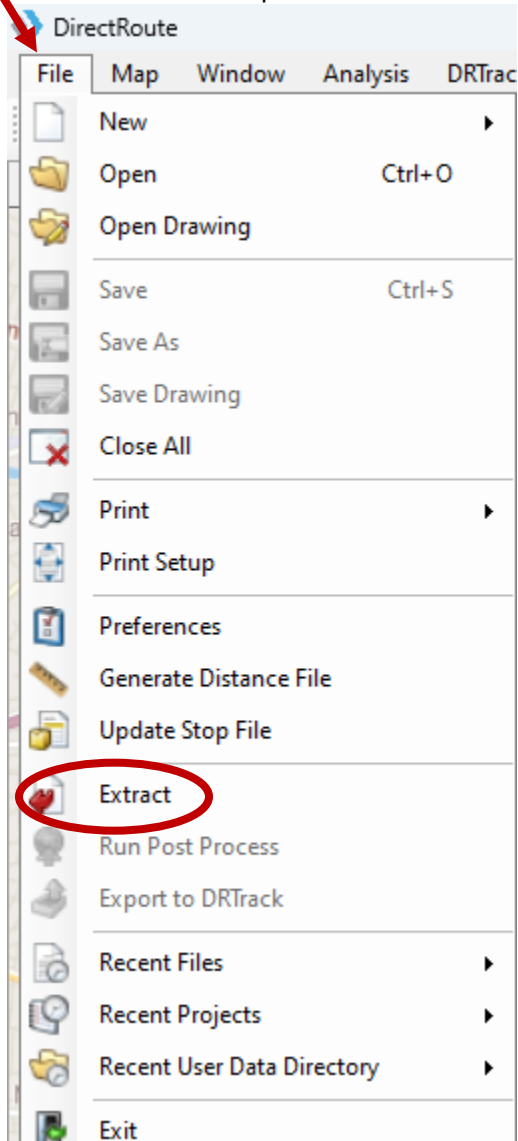 DirectRoute
File Map Window Analysis DRTrac
New
Open Ctrl+O
Open Drawing
Save Ctrl+S
Save As
Save Drawing
Close All
Print
Print Setup
Preferences
Generate Distance File
Update Stop File
Extract
Run Post Process
Export to DRTrack
Recent Files
Recent Projects
Recent User Data Directory
Exit